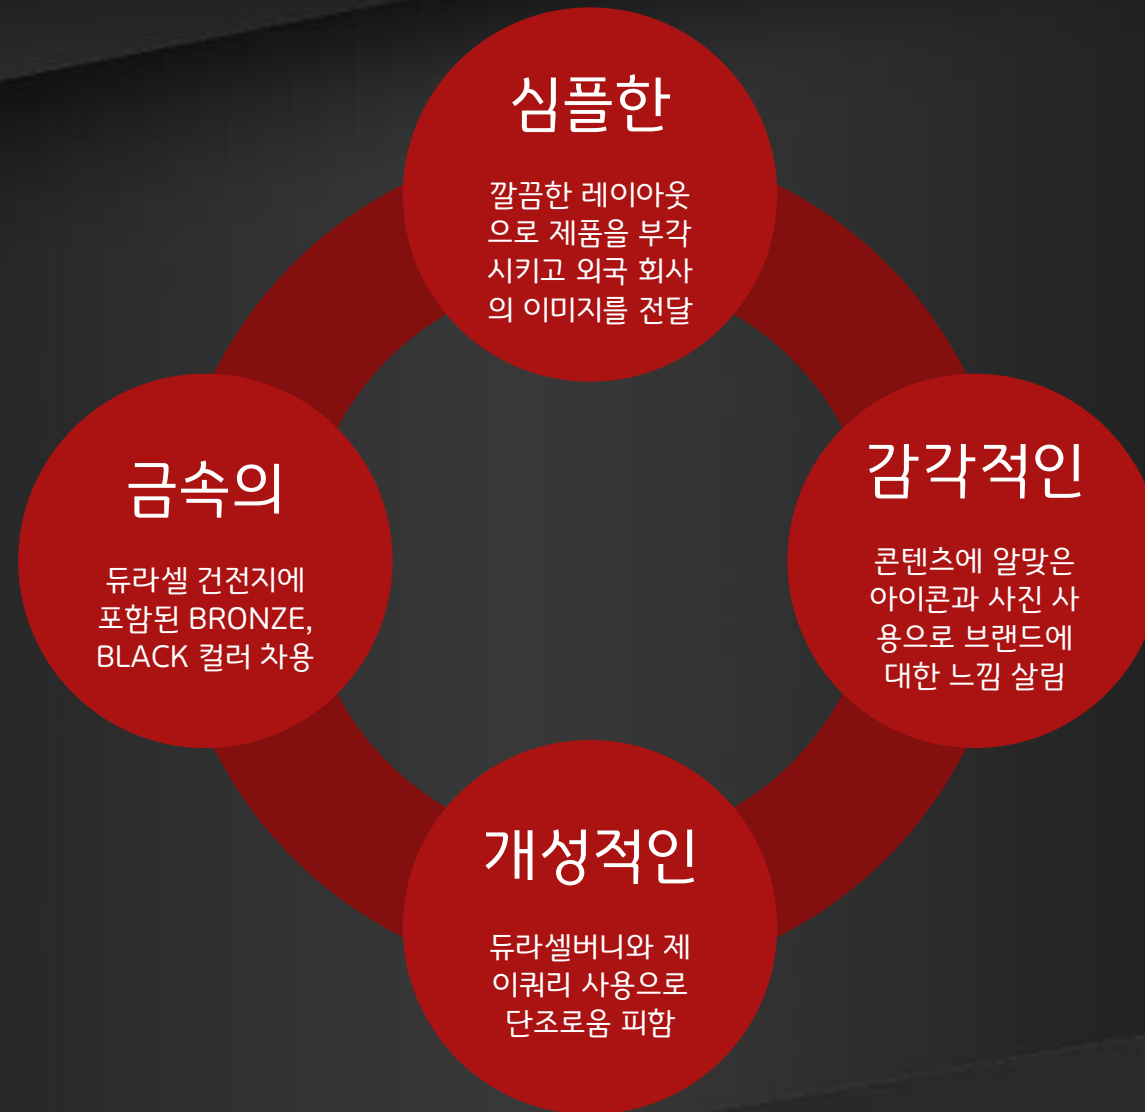 심플한
깔끔한 레이아웃
으로 제품을 부각
시키고 외국 회사
의 이미지를 전달
감각적인
콘텐츠에 알맞은
아이콘과 사진 사
용으로 브랜드에
대한 느낌 살림
개성적인
듀라셀버니와 제
이쿼리 사용으로
단조로움 피함
금속의
듀라셀 건전지에
포함된 BRONZE,
BLACK 컬러 차용